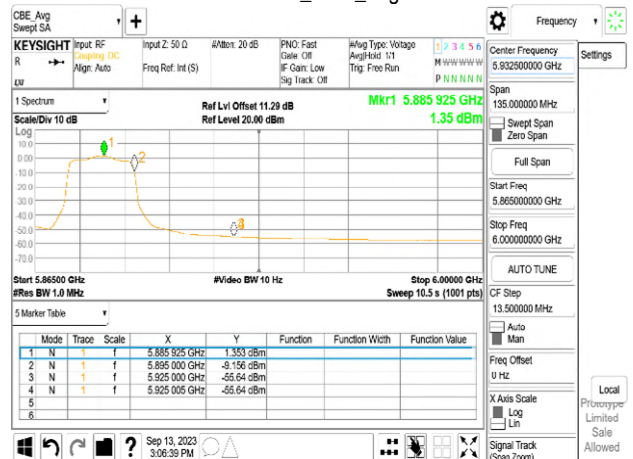 CBE_Avg
Swept SA
Frequency
KEYSIGHT
R
Input: RF
Coupling: DC
Align: Auto
Input Z: 50 Ω
Freq Ref: Int (S)
#Atten: 20 dB
PNO: Fast
Gate: Off
IF Gain: Low
Sig Track: Off
#Avg Type: Voltage
Avg|Hold: 1/1
Trig: Free Run
1 2 3 4 5 6
M W W W W W
P N N N N N
1 Spectrum
Scale/Div 10 dB
Ref Lvl Offset 11.29 dB
Ref Level 20.00 dBm
Mkr1 5.885 925 GHz
1.35 dBm
Log
10.0
0.00
-10.0
-20.0
-30.0
-40.0
-50.0
-60.0
-70.0
1
2
Start 5.86500 GHz
#Res BW 1.0 MHz
#Video BW 10 Hz
Stop 6.00000 GHz
Sweep 10.5 s (1001 pts)
5 Marker Table
Mode Trace Scale X Y Function Function Width Function Value
1 N 1 f 5.885 925 GHz 1.353 dBm
2 N 1 f 5.895 000 GHz -9.156 dBm
3 N 1 f 5.925 000 GHz -55.64 dBm
4 N 1 f 5.925 005 GHz -55.64 dBm
5
6
Sep 13, 2023
3:06:39 PM
Center Frequency
5.932500000 GHz
Span
135.000000 MHz
Swept Span
Zero Span
Full Span
Start Freq
5.865000000 GHz
Stop Freq
6.000000000 GHz
AUTO TUNE
CF Step
13.500000 MHz
Auto
Man
Freq Offset
0 Hz
X Axis Scale
Log
Lin
Signal Track
(Span Zoom)
Settings
Local
Prototype
Limited
Sale
Allowed